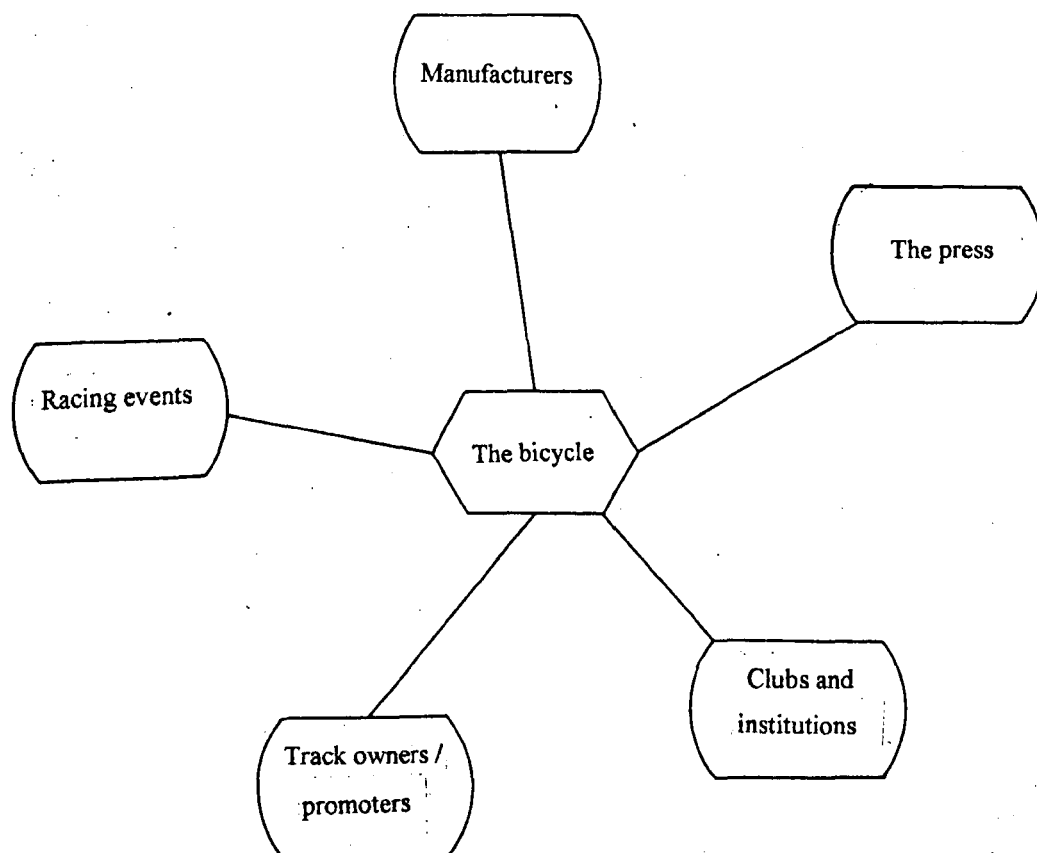 Manufacturers
The press
Racing events
The bicycle
Clubs and
institutions
Track owners /
promoters